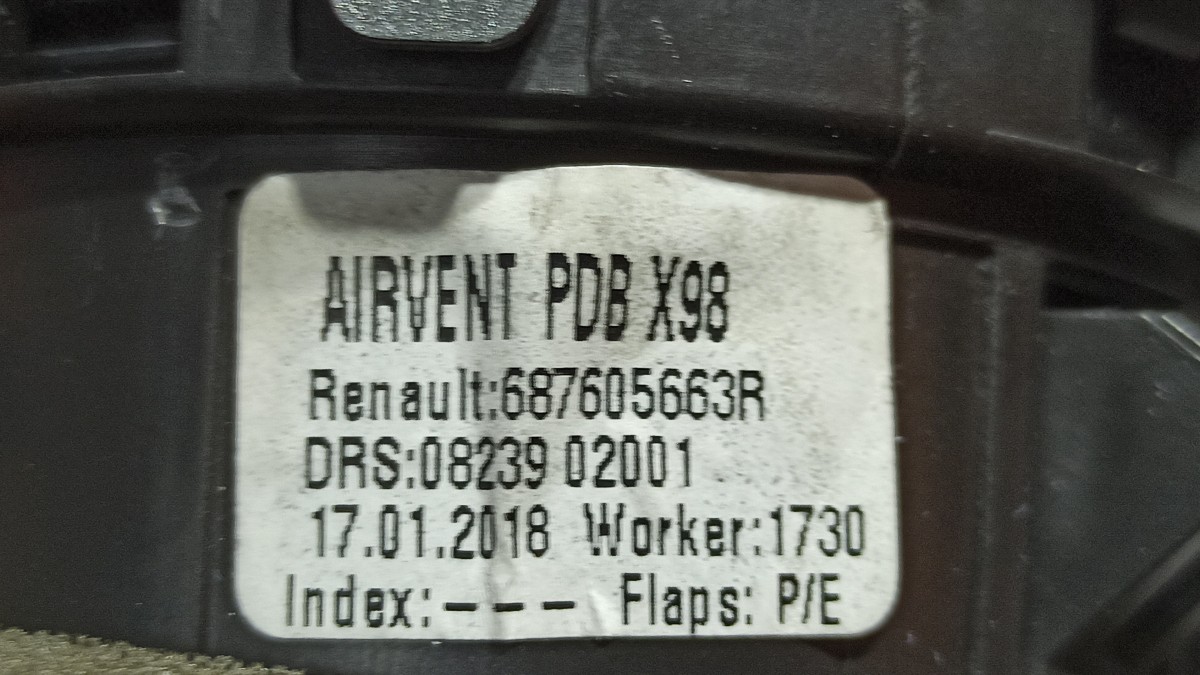 AIRVENT PDB X98
Renault:687605663R
DRS:08239 02001
17.01.2018 Worker:1730
Index:--- Flaps: P/E